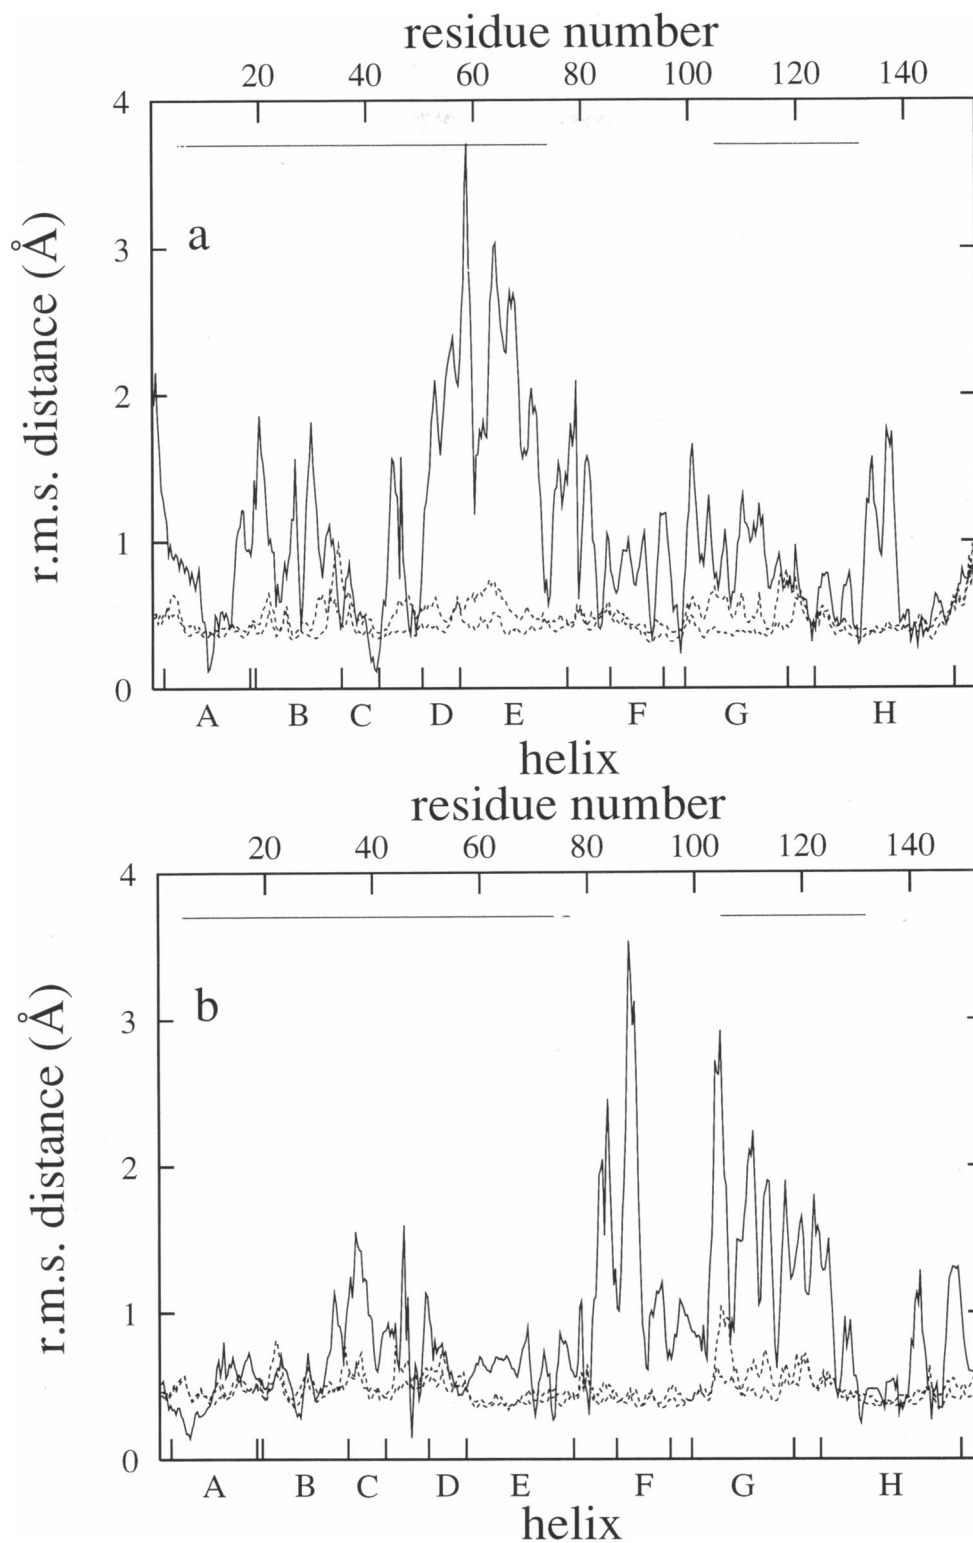 residue number
20 40 60 80 100 120 140
4
a
3
r.m.s. distance (Å)
2
1
0
A B C D E F G H
helix
residue number
20 40 60 80 100 120 140
4
b
3
r.m.s. distance (Å)
2
1
0
A B C D E F G H
helix